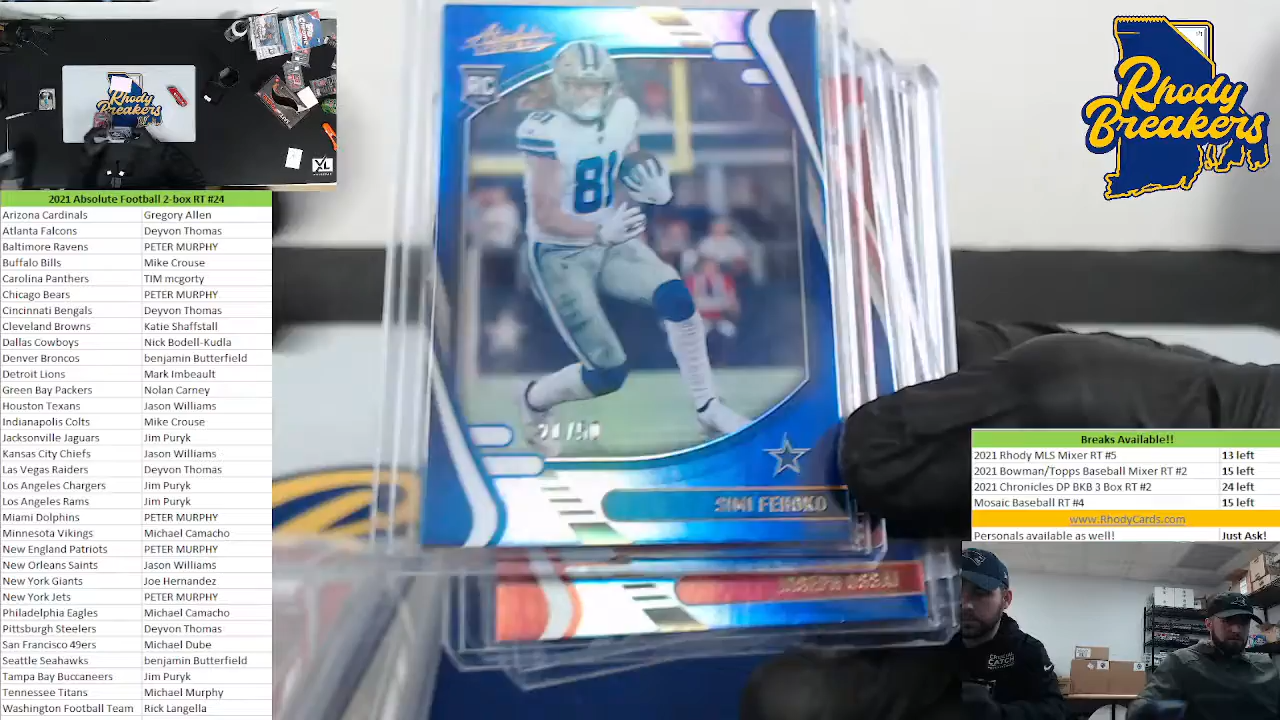 Rhody
Breakers
Rhody
Breakers
XL
2021 Absolute Football 2-box RT #24
Arizona Cardinals Gregory Allen
Atlanta Falcons Deyvon Thomas
Baltimore Ravens PETER MURPHY
Buffalo Bills Mike Crouse
Carolina Panthers TIM mcgorty
Chicago Bears PETER MURPHY
Cincinnati Bengals Deyvon Thomas
Cleveland Browns Katie Shaffstall
Dallas Cowboys Nick Bodell-Kudla
Denver Broncos benjamin Butterfield
Detroit Lions Mark Imbeault
Green Bay Packers Nolan Carney
Houston Texans Jason Williams
Indianapolis Colts Mike Crouse
Jacksonville Jaguars Jim Puryk
Kansas City Chiefs Jason Williams
Las Vegas Raiders Deyvon Thomas
Los Angeles Chargers Jim Puryk
Los Angeles Rams Jim Puryk
Miami Dolphins PETER MURPHY
Minnesota Vikings Michael Camacho
New England Patriots PETER MURPHY
New Orleans Saints Jason Williams
New York Giants Joe Hernandez
New York Jets PETER MURPHY
Philadelphia Eagles Michael Camacho
Pittsburgh Steelers Deyvon Thomas
San Francisco 49ers Michael Dube
Seattle Seahawks benjamin Butterfield
Tampa Bay Buccaneers Jim Puryk
Tennessee Titans Michael Murphy
Washington Football Team Rick Langella
Absolute
RC
81
81
SIMI FEHOKO
JOSEPH OSSAI
Breaks Available!!
2021 Rhody MLS Mixer RT #5 13 left
2021 Bowman/Topps Baseball Mixer RT #2 15 left
2021 Chronicles DP BKB 3 Box RT #2 24 left
Mosaic Baseball RT #4 15 left
www.RhodyCards.com
Personals available as well! Just Ask!
CRUCIAL
CATCH